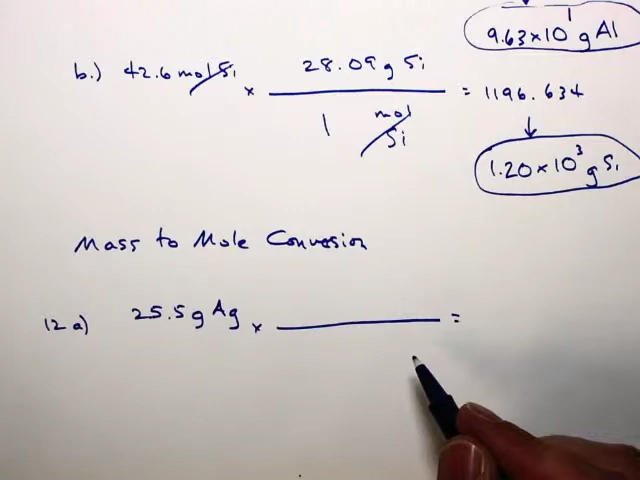 9.63×10¹ g Al
b.) 42.6 mol Si × 28.09 g Si = 1196.634
1 mol Si
1.20×10³ g Si
Mass to Mole Convesion
12 a) 25.5 g Ag × =